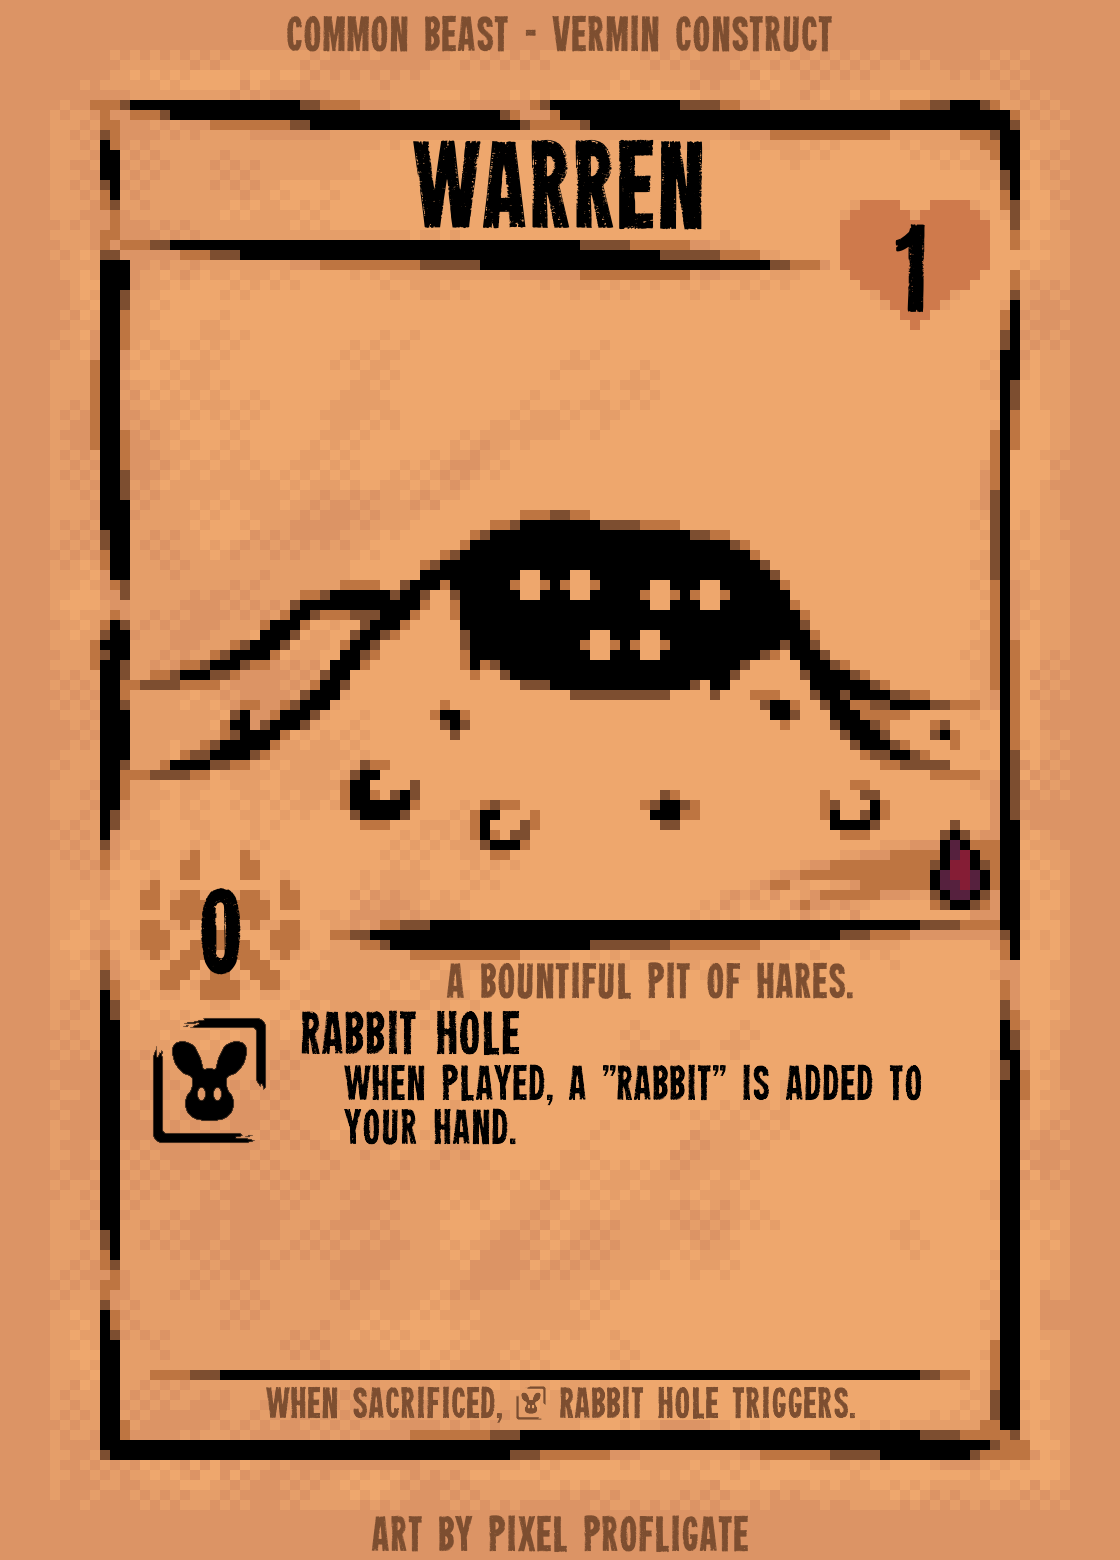 COMMON BEAST - VERMIN CONSTRUCT
WARREN
1
0
A BOUNTIFUL PIT OF HARES.
RABBIT HOLE
WHEN PLAYED, A "RABBIT" IS ADDED TO
YOUR HAND.
WHEN SACRIFICED, RABBIT HOLE TRIGGERS.
ART BY PIXEL PROFLIGATE